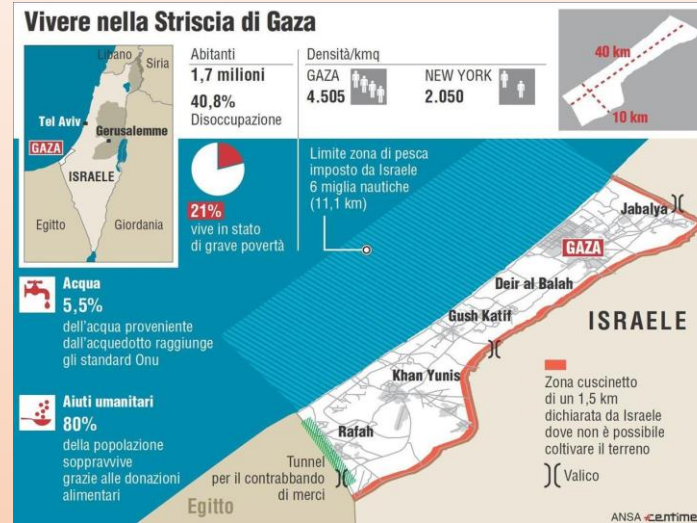 Vivere nella Striscia di Gaza
Libano
Siria
Tel Aviv
Gerusalemme
GAZA
ISRAELE
Egitto
Giordania
Abitanti
1,7 milioni
40,8%
Disoccupazione
Densità/kmq
GAZA
4.505
NEW YORK
2.050
40 km
10 km
21%
vive in stato
di grave povertà
Limite zona di pesca
imposto da Israele
6 miglia nautiche
(11,1 km)
Acqua
5,5%
dell'acqua proveniente
dall'acquedotto raggiunge
gli standard Onu
Aiuti umanitari
80%
della popolazione
soppravvive
grazie alle donazioni
alimentari
Jabalya
GAZA
Deir al Balah
Gush Katif
Khan Yunis
Rafah
ISRAELE
Tunnel
per il contrabbando
di merci
Egitto
Zona cuscinetto
di un 1,5 km
dichiarata da Israele
dove non è possibile
coltivare il terreno
Valico
ANSA centimetri